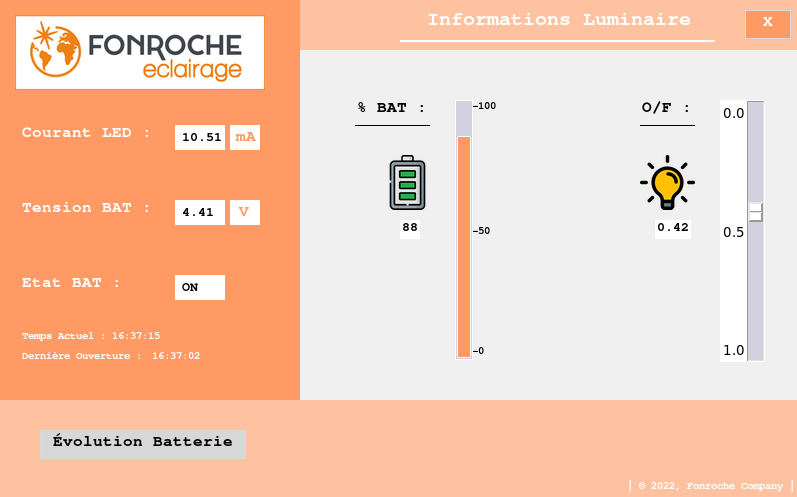 Informations Luminaire
X
FONROCHE
eclairage
Courant LED : 10.51 mA
Tension BAT : 4.41 V
Etat BAT : ON
Temps Actuel : 16:37:15
Dernière Ouverture : 16:37:02
% BAT :
88
100
50
0
O/F :
0.42
0.0
0.5
1.0
Évolution Batterie
| © 2022, Fonroche Company |